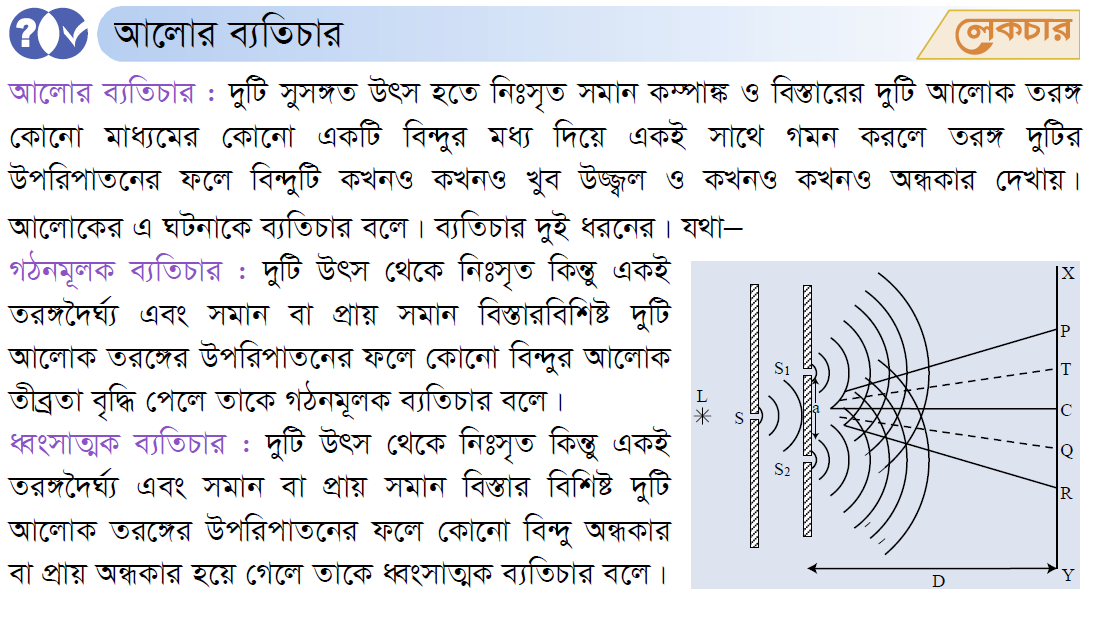 আলোর ব্যতিচার
লেকচার
আলোর ব্যতিচার : দুটি সুসঙ্গত উৎস হতে নিঃসৃত সমান কম্পাঙ্ক ও বিস্তারের দুটি আলোক তরঙ্গ
কোনো মাধ্যমের কোনো একটি বিন্দুর মধ্য দিয়ে একই সাথে গমন করলে তরঙ্গ দুটির
উপরিপাতনের ফলে বিন্দুটি কখনও কখনও খুব উজ্জ্বল ও কখনও কখনও অন্ধকার দেখায়।
আলোকের এ ঘটনাকে ব্যতিচার বলে। ব্যতিচার দুই ধরনের। যথা–
গঠনমূলক ব্যতিচার : দুটি উৎস থেকে নিঃসৃত কিন্তু একই
তরঙ্গদৈর্ঘ্য এবং সমান বা প্রায় সমান বিস্তারবিশিষ্ট দুটি
আলোক তরঙ্গের উপরিপাতনের ফলে কোনো বিন্দুর আলোক
তীব্রতা বৃদ্ধি পেলে তাকে গঠনমূলক ব্যতিচার বলে।
ধ্বংসাত্মক ব্যতিচার : দুটি উৎস থেকে নিঃসৃত কিন্তু একই
তরঙ্গদৈর্ঘ্য এবং সমান বা প্রায় সমান বিস্তার বিশিষ্ট দুটি
আলোক তরঙ্গের উপরিপাতনের ফলে কোনো বিন্দু অন্ধকার
বা প্রায় অন্ধকার হয়ে গেলে তাকে ধ্বংসাত্মক ব্যতিচার বলে।
X
P
S1
T
L
a
C
S
Q
S2
R
Y
D